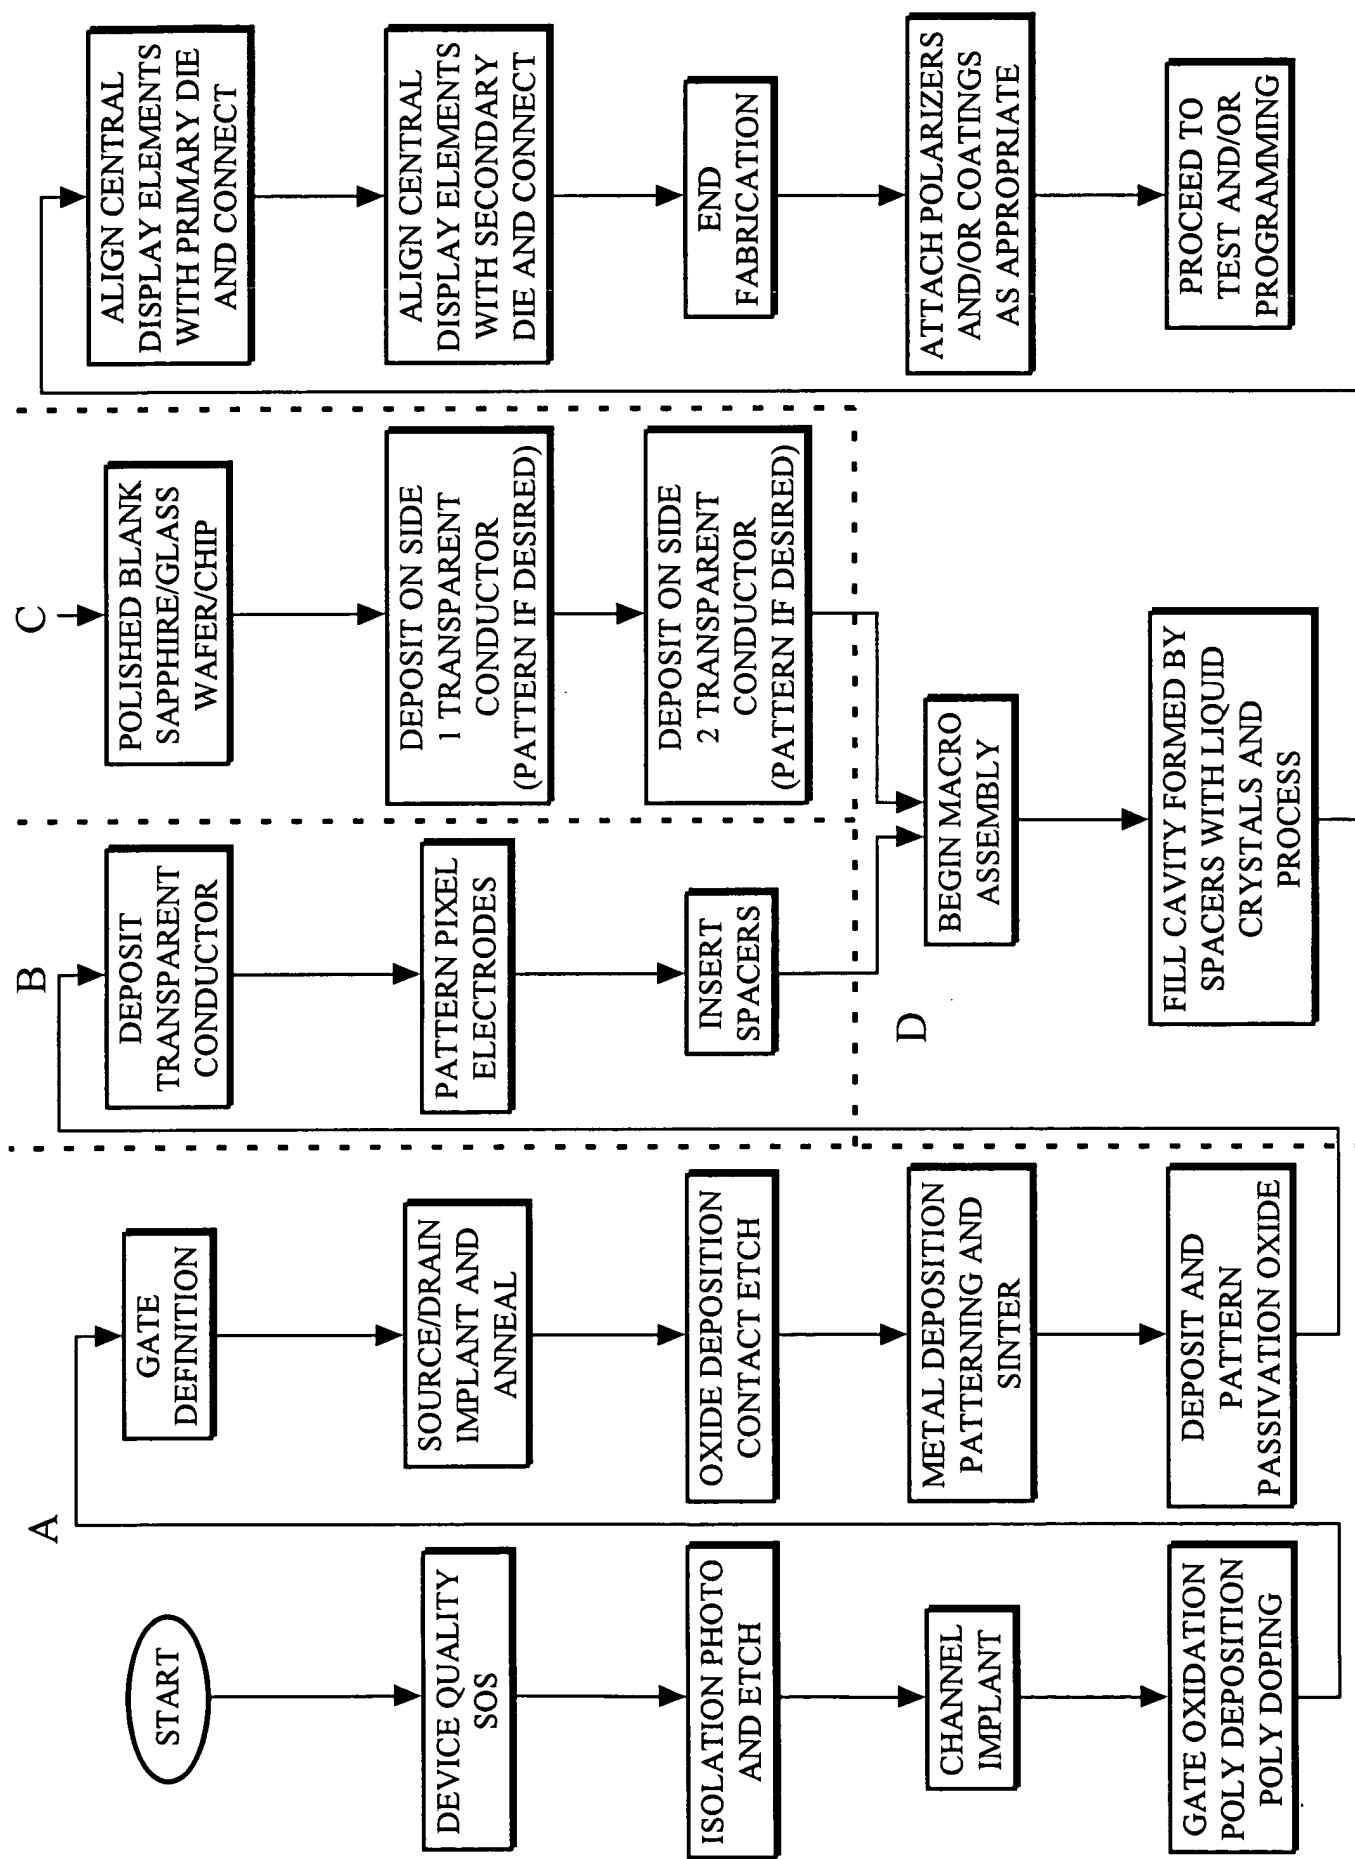 A
START
DEVICE QUALITY
SOS
ISOLATION PHOTO
AND ETCH
CHANNEL
IMPLANT
GATE OXIDATION
POLY DEPOSITION
POLY DOPING
GATE
DEFINITION
SOURCE/DRAIN
IMPLANT AND
ANNEAL
OXIDE DEPOSITION
CONTACT ETCH
METAL DEPOSITION
PATTERNING AND
SINTER
DEPOSIT AND
PATTERN
PASSIVATION OXIDE
B
DEPOSIT
TRANSPARENT
CONDUCTOR
PATTERN PIXEL
ELECTRODES
INSERT
SPACERS
C
POLISHED BLANK
SAPPHIRE/GLASS
WAFER/CHIP
DEPOSIT ON SIDE
1 TRANSPARENT
CONDUCTOR
(PATTERN IF DESIRED)
DEPOSIT ON SIDE
2 TRANSPARENT
CONDUCTOR
(PATTERN IF DESIRED)
D
BEGIN MACRO
ASSEMBLY
FILL CAVITY FORMED BY
SPACERS WITH LIQUID
CRYSTALS AND
PROCESS
ALIGN CENTRAL
DISPLAY ELEMENTS
WITH PRIMARY DIE
AND CONNECT
ALIGN CENTRAL
DISPLAY ELEMENTS
WITH SECONDARY
DIE AND CONNECT
END
FABRICATION
ATTACH POLARIZERS
AND/OR COATINGS
AS APPROPRIATE
PROCEED TO
TEST AND/OR
PROGRAMMING